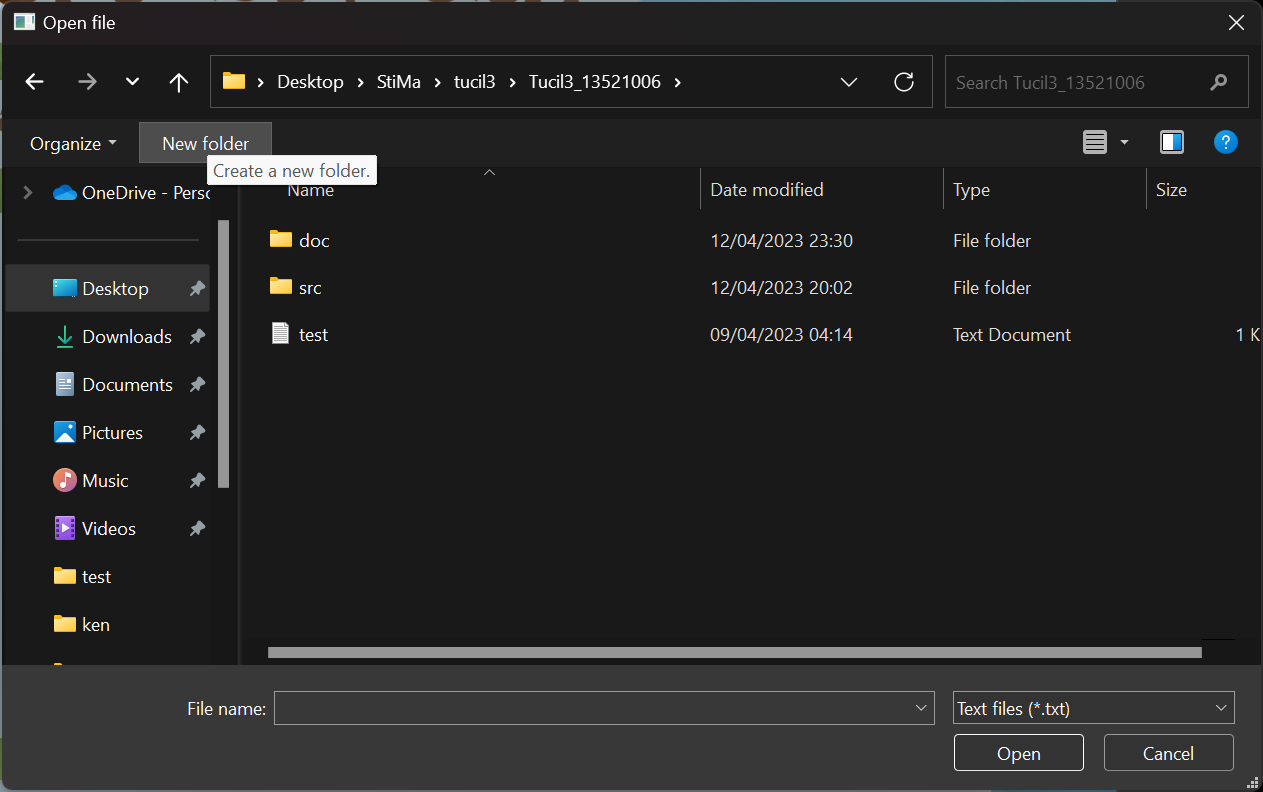 Open file
Desktop StiMa tucil3 Tucil3_13521006
Search Tucil3_13521006
Organize New folder
Create a new folder.
OneDrive - Perso
Name Date modified Type Size
doc 12/04/2023 23:30 File folder
src 12/04/2023 20:02 File folder
test 09/04/2023 04:14 Text Document 1 K
Desktop
Downloads
Documents
Pictures
Music
Videos
test
ken
File name:
Text files (*.txt)
Open Cancel